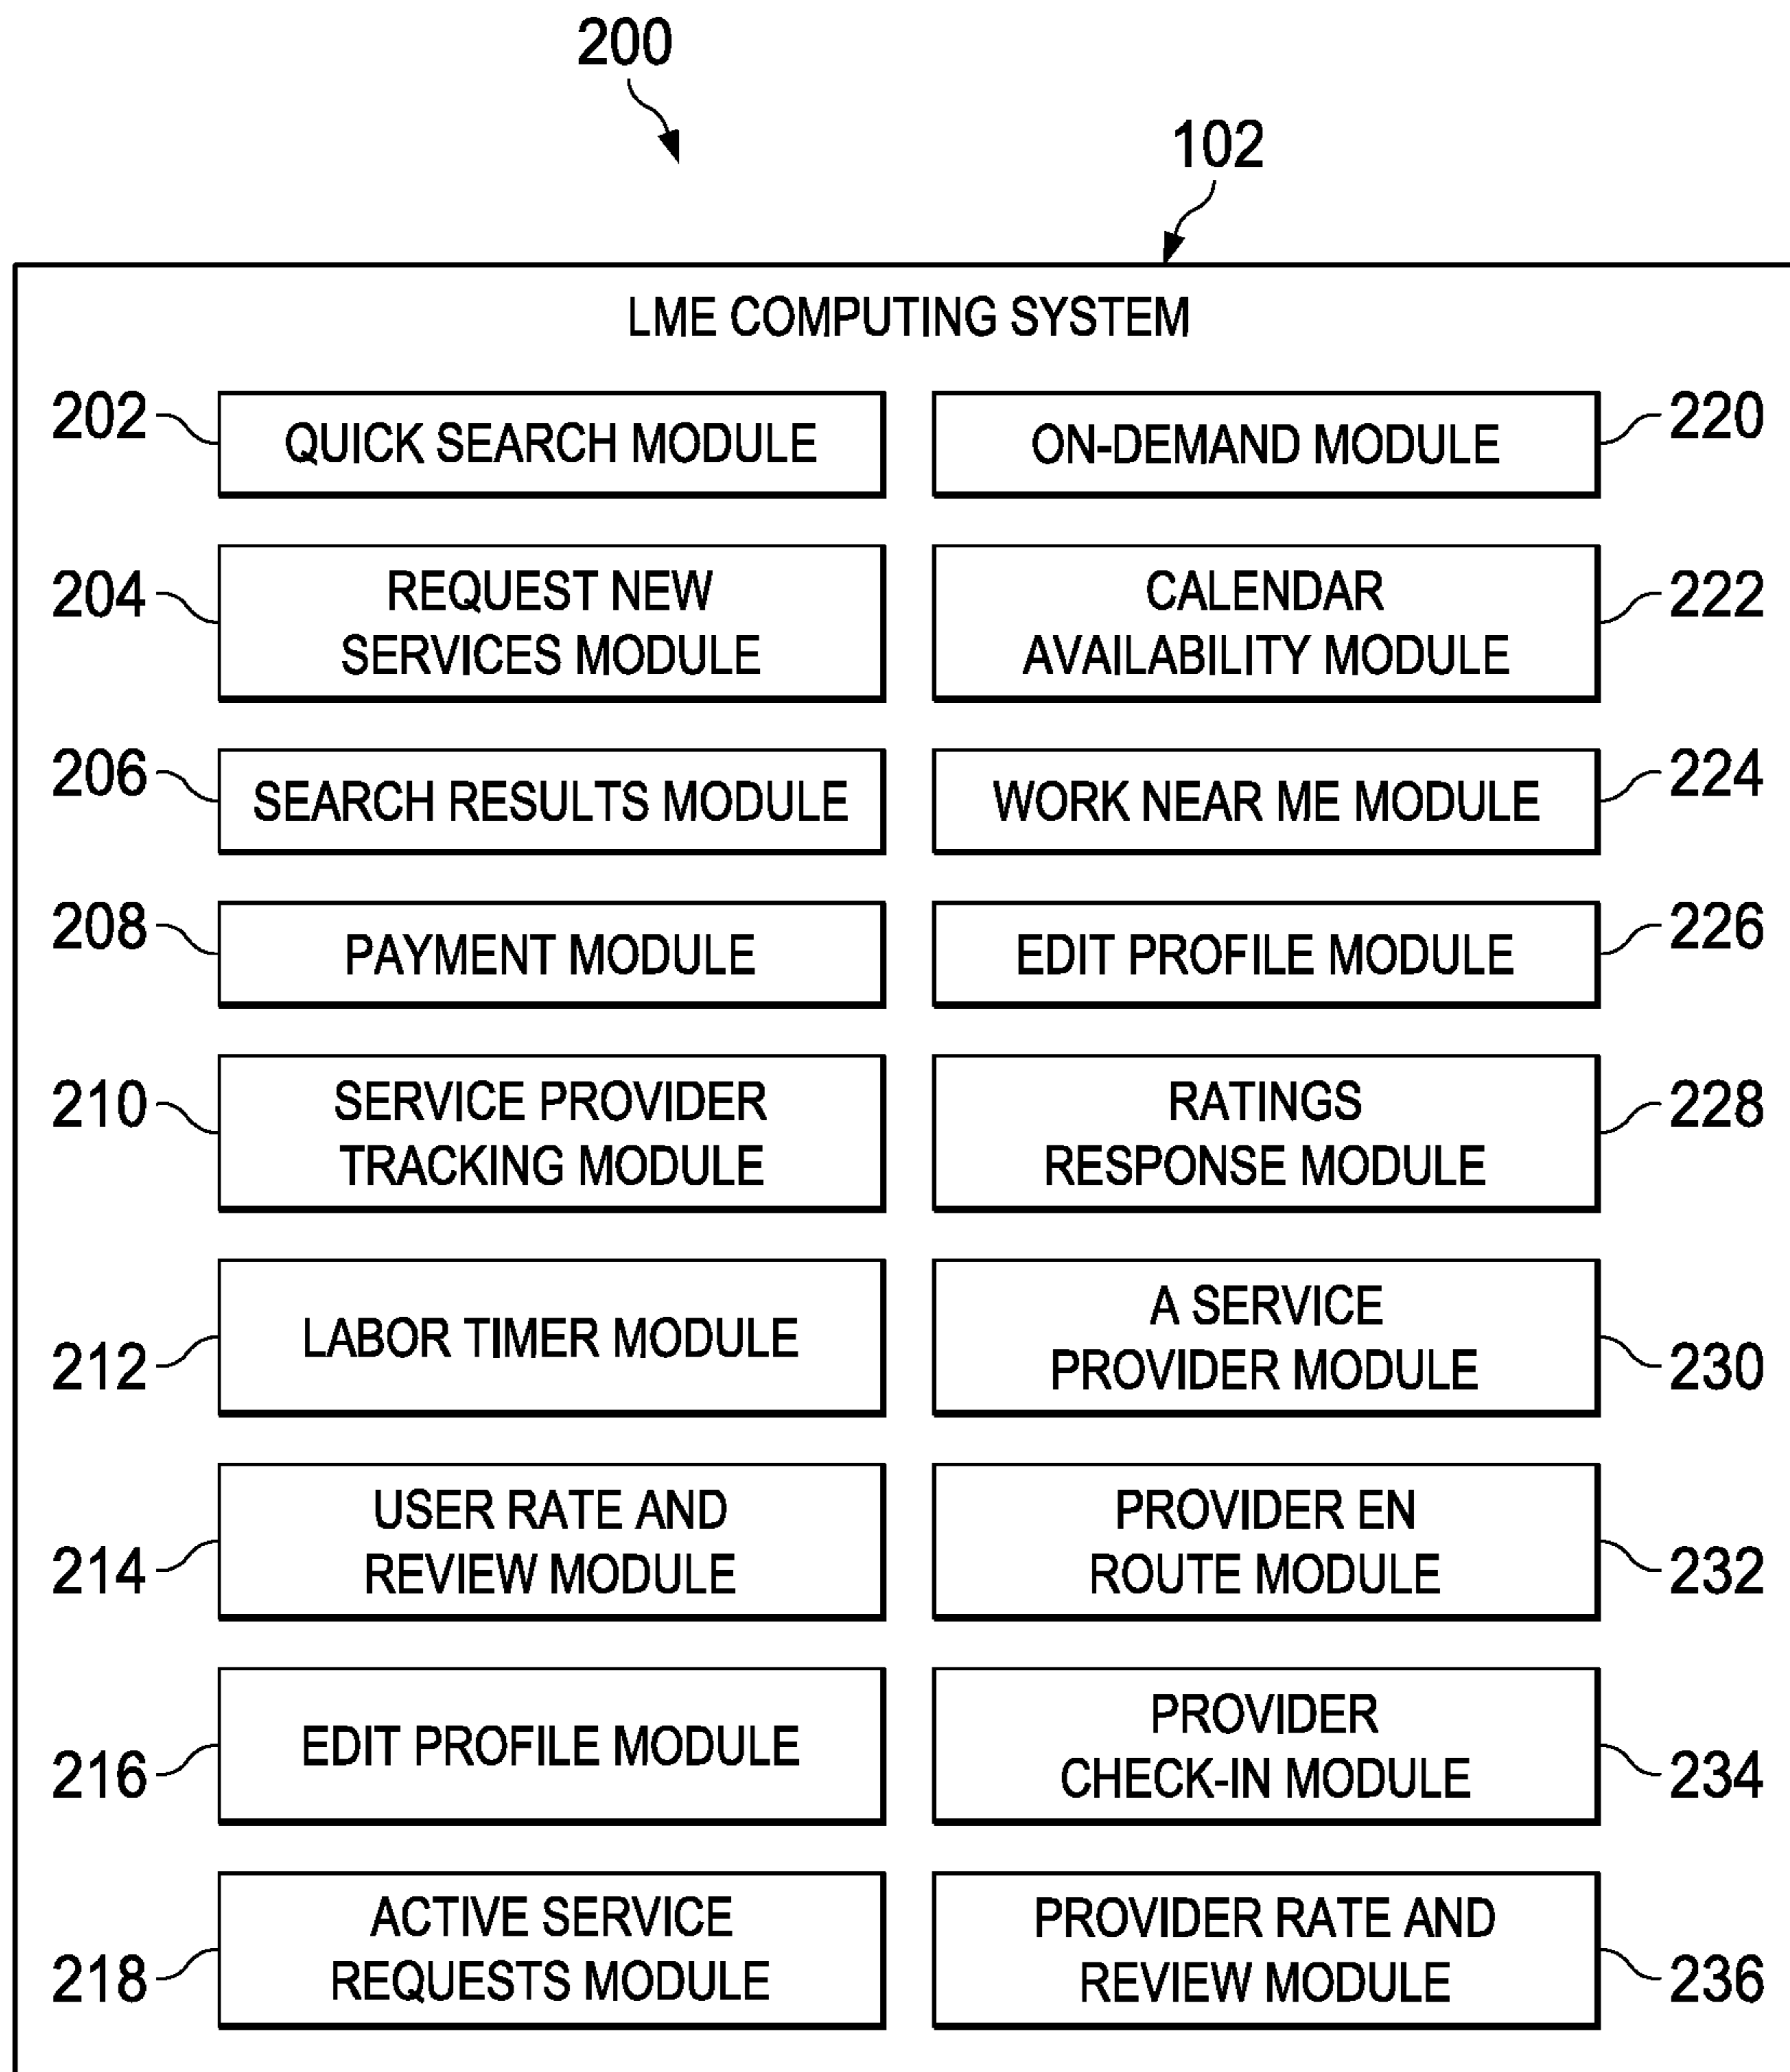 200
102
LME COMPUTING SYSTEM
202
QUICK SEARCH MODULE
ON-DEMAND MODULE
220
204
REQUEST NEW
SERVICES MODULE
CALENDAR
AVAILABILITY MODULE
222
206
SEARCH RESULTS MODULE
WORK NEAR ME MODULE
224
208
PAYMENT MODULE
EDIT PROFILE MODULE
226
210
SERVICE PROVIDER
TRACKING MODULE
RATINGS
RESPONSE MODULE
228
212
LABOR TIMER MODULE
A SERVICE
PROVIDER MODULE
230
214
USER RATE AND
REVIEW MODULE
PROVIDER EN
ROUTE MODULE
232
216
EDIT PROFILE MODULE
PROVIDER
CHECK-IN MODULE
234
218
ACTIVE SERVICE
REQUESTS MODULE
PROVIDER RATE AND
REVIEW MODULE
236